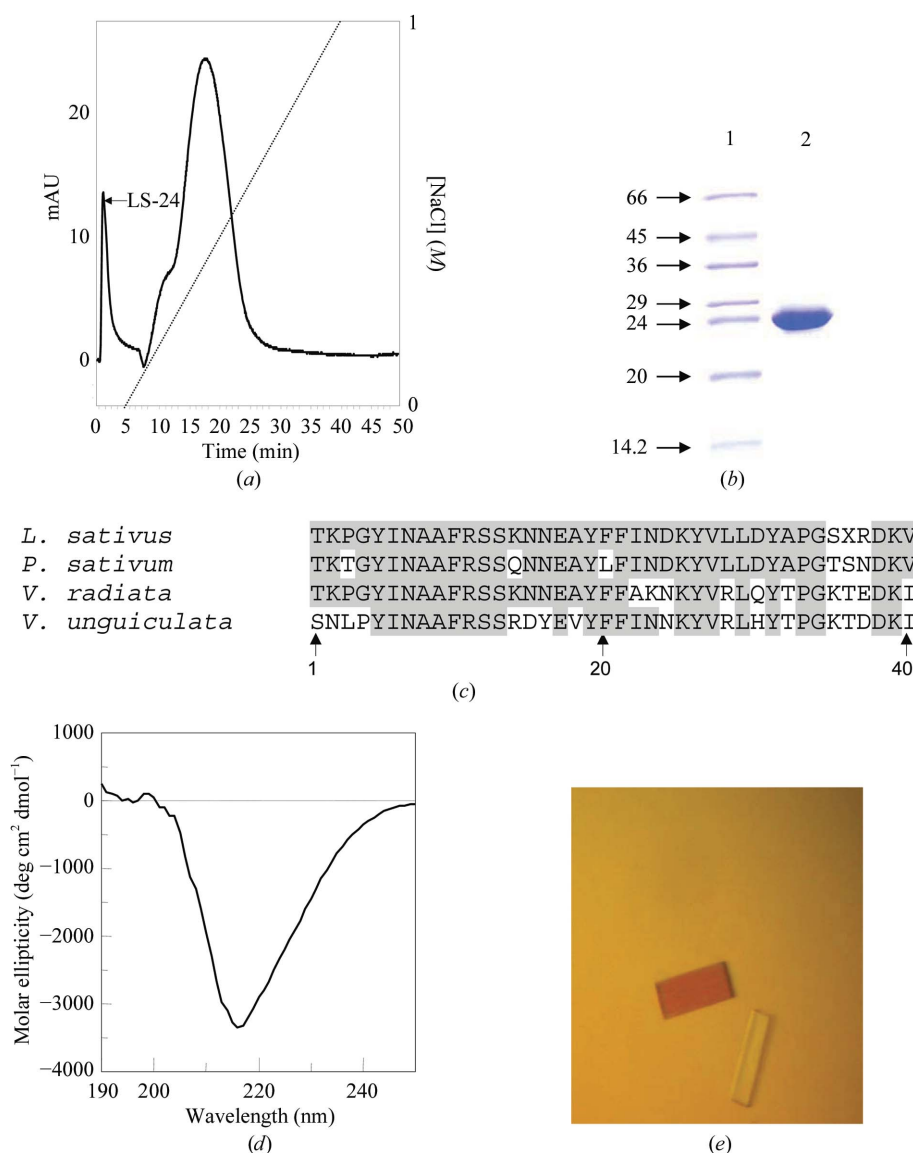 1
20
10
0
mAU
LS-24
[NaCl] (M)
0
0 5 10 15 20 25 30 35 40 45 50
Time (min)
(a)
1 2
66
45
36
29
24
20
14.2
(b)
L. sativus TKPGYINAAFRSSKNNEAYFFINDKYVLLDYAPGSXRDKV
P. sativum TKTGYINAAFRSSQNNEAYLFINDKYVLLDYAPGTSNDKV
V. radiata TKPGYINAAFRSSKNNEAYFFAKNKYVRLQYTPGKTEDKI
V. unguiculata SNLPYINAAFRSSRDYEVYFFINNKYVRLHYTPGKTDDKI
1 20 40
(c)
1000
0
−1000
−2000
−3000
−4000
Molar ellipticity (deg cm² dmol⁻¹)
190 200 220 240
Wavelength (nm)
(d)
(e)